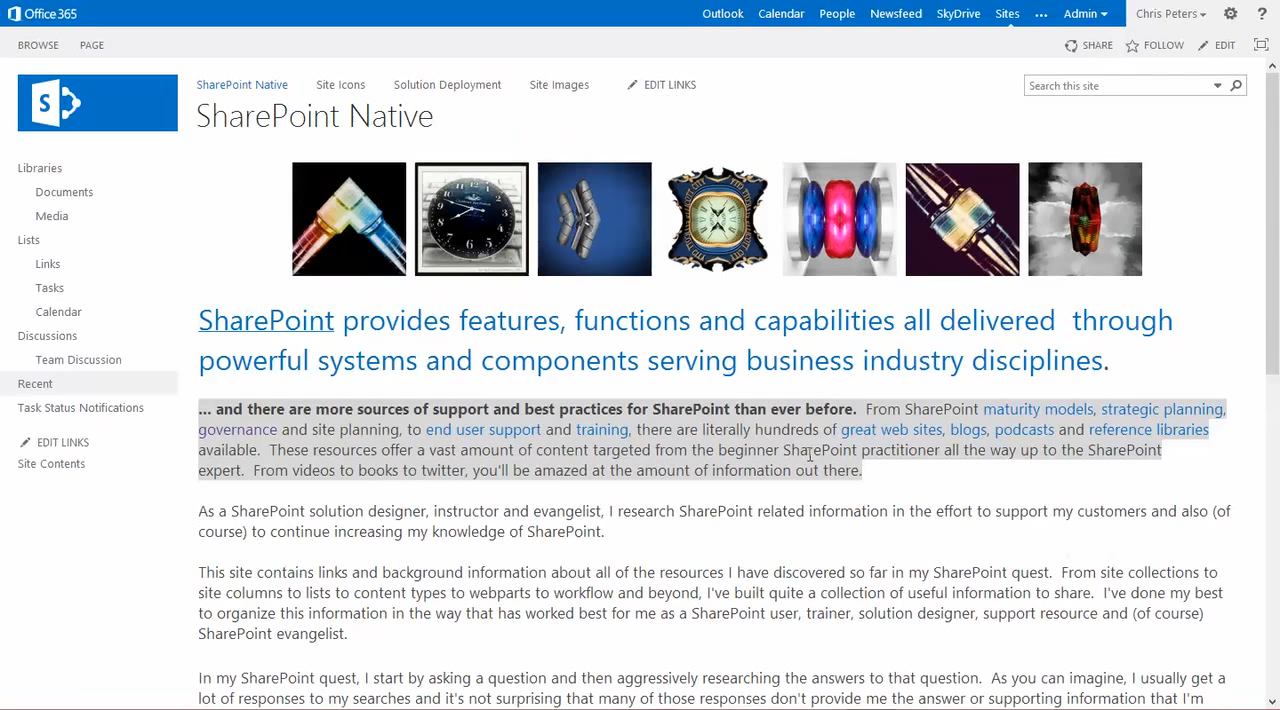 Office 365
Outlook Calendar People Newsfeed SkyDrive Sites ... Admin Chris Peters ?
BROWSE PAGE
SHARE FOLLOW EDIT
S
SharePoint Native Site Icons Solution Deployment Site Images EDIT LINKS
Search this site
SharePoint Native
Libraries
Documents
Media
Lists
Links
Tasks
Calendar
Discussions
Team Discussion
Recent
Task Status Notifications
EDIT LINKS
Site Contents
SharePoint provides features, functions and capabilities all delivered through
powerful systems and components serving business industry disciplines.
... and there are more sources of support and best practices for SharePoint than ever before. From SharePoint maturity models, strategic planning,
governance and site planning, to end user support and training, there are literally hundreds of great web sites, blogs, podcasts and reference libraries
available. These resources offer a vast amount of content targeted from the beginner SharePoint practitioner all the way up to the SharePoint
expert. From videos to books to twitter, you'll be amazed at the amount of information out there.
As a SharePoint solution designer, instructor and evangelist, I research SharePoint related information in the effort to support my customers and also (of
course) to continue increasing my knowledge of SharePoint.
This site contains links and background information about all of the resources I have discovered so far in my SharePoint quest. From site collections to
site columns to lists to content types to webparts to workflow and beyond, I've built quite a collection of useful information to share. I've done my best
to organize this information in the way that has worked best for me as a SharePoint user, trainer, solution designer, support resource and (of course)
SharePoint evangelist.
In my SharePoint quest, I start by asking a question and then aggressively researching the answers to that question. As you can imagine, I usually get a
lot of responses to my searches and it's not surprising that many of those responses don't provide me the answer or supporting information that I'm